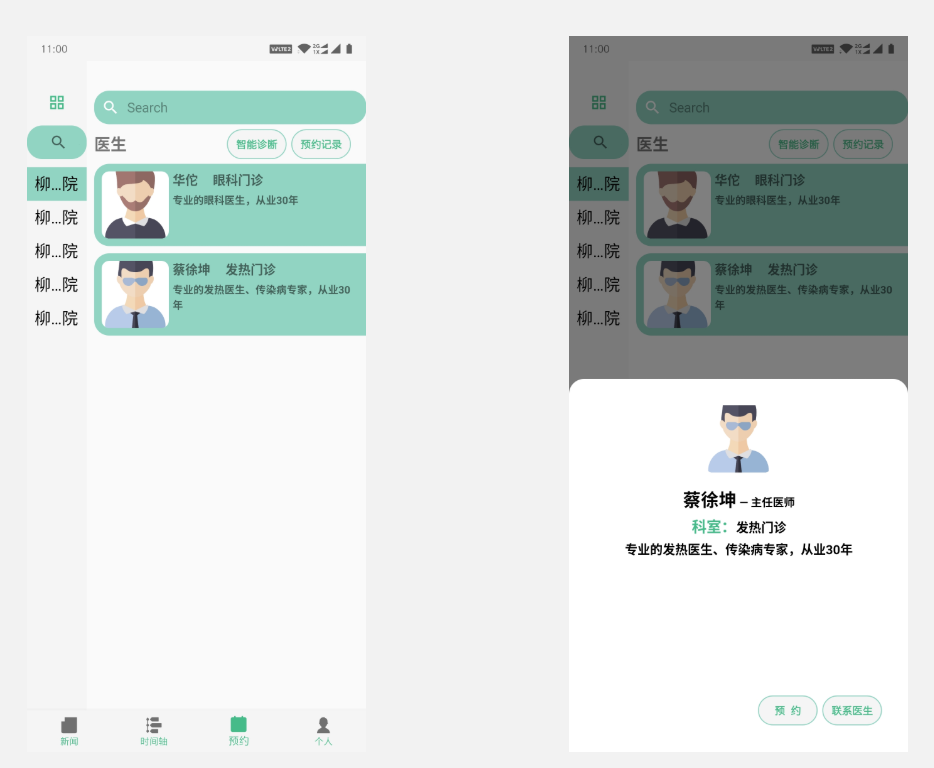 11:00
VoLTE2 2G 1X
Search
医生
智能诊断 预约记录
柳...院
柳...院
柳...院
柳...院
柳...院
华佗 眼科门诊
专业的眼科医生，从业30年
蔡徐坤 发热门诊
专业的发热医生、传染病专家，从业30
年
新闻 时间轴 预约 个人
11:00
VoLTE2 2G 1X
Search
医生
智能诊断 预约记录
柳...院
柳...院
柳...院
柳...院
柳...院
华佗 眼科门诊
专业的眼科医生，从业30年
蔡徐坤 发热门诊
专业的发热医生、传染病专家，从业30
年
蔡徐坤 – 主任医师
科室：发热门诊
专业的发热医生、传染病专家，从业30年
预 约 联系医生